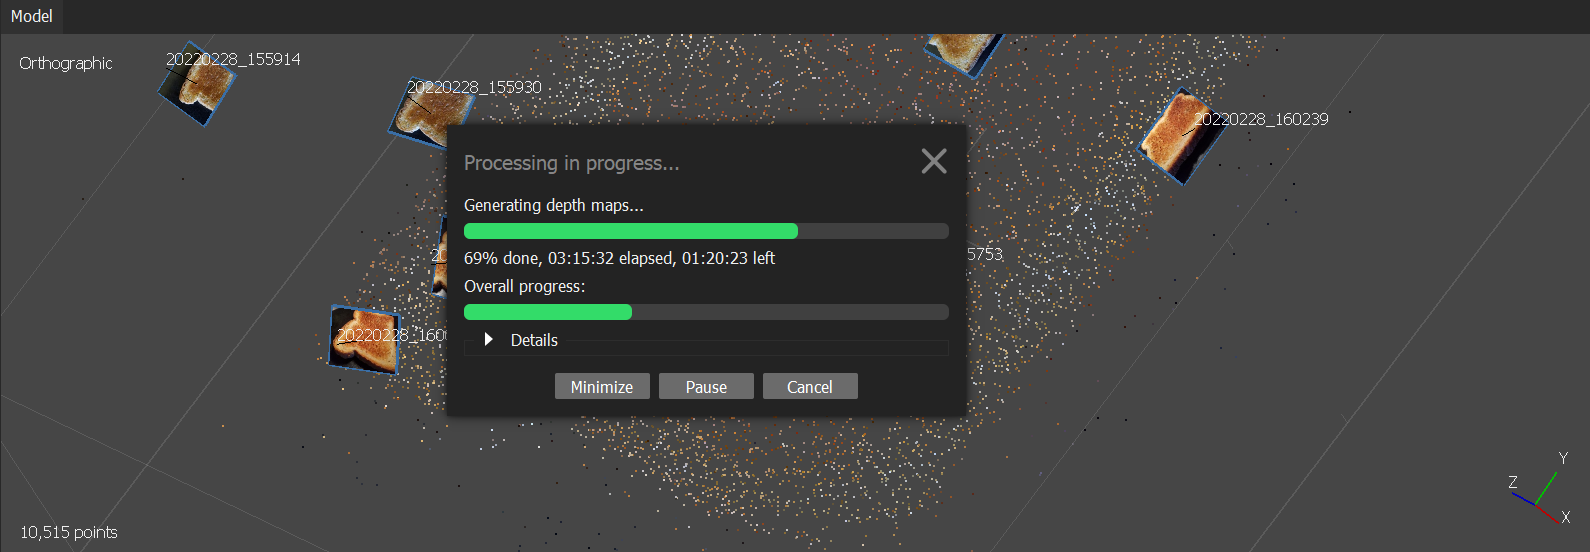 Model
Orthographic
20220228_155914
20220228_155930
20220228_160239
Processing in progress...
Generating depth maps...
69% done, 03:15:32 elapsed, 01:20:23 left
5753
Overall progress:
20220228_160
Details
Minimize
Pause
Cancel
10,515 points
Y
Z
X